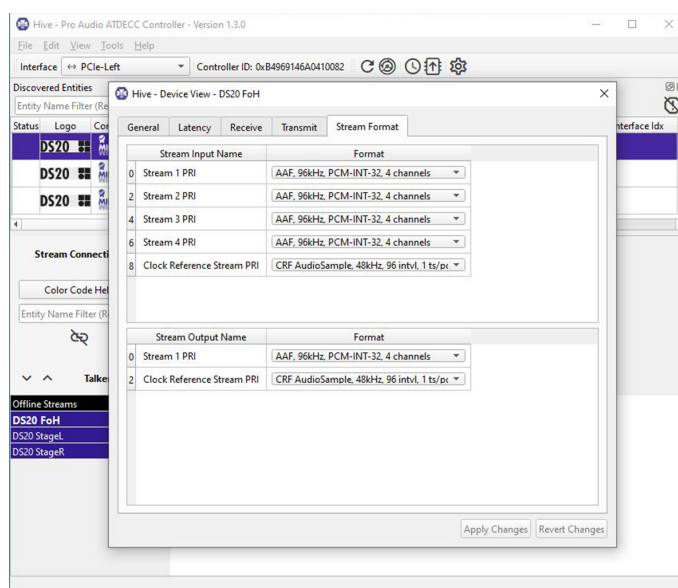 Hive - Pro Audio ATDECC Controller - Version 1.3.0
File Edit View Tools Help
Interface PCIe-Left Controller ID: 0xB4969146A0410082
Discovered Entities
Entity Name Filter (Re
Status Logo Cor nterface Idx
DS20
DS20
DS20
Stream Connecti
Color Code Hel
Entity Name Filter (R
Talke
Offline Streams
DS20 FoH
DS20 StageL
DS20 StageR
Hive - Device View - DS20 FoH
General Latency Receive Transmit Stream Format
Stream Input Name Format
0 Stream 1 PRI AAF, 96kHz, PCM-INT-32, 4 channels
2 Stream 2 PRI AAF, 96kHz, PCM-INT-32, 4 channels
4 Stream 3 PRI AAF, 96kHz, PCM-INT-32, 4 channels
6 Stream 4 PRI AAF, 96kHz, PCM-INT-32, 4 channels
8 Clock Reference Stream PRI CRF AudioSample, 48kHz, 96 intvl, 1 ts/p
Stream Output Name Format
0 Stream 1 PRI AAF, 96kHz, PCM-INT-32, 4 channels
2 Clock Reference Stream PRI CRF AudioSample, 48kHz, 96 intvl, 1 ts/p
Apply Changes Revert Changes